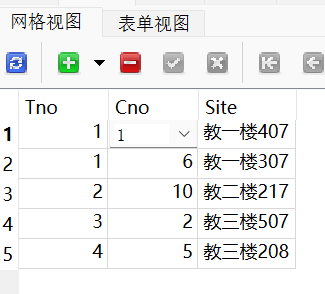 网格视图 表单视图
Tno Cno Site
1 1 1 教一楼407
2 1 6 教一楼307
3 2 10 教二楼217
4 3 2 教三楼507
5 4 5 教三楼208